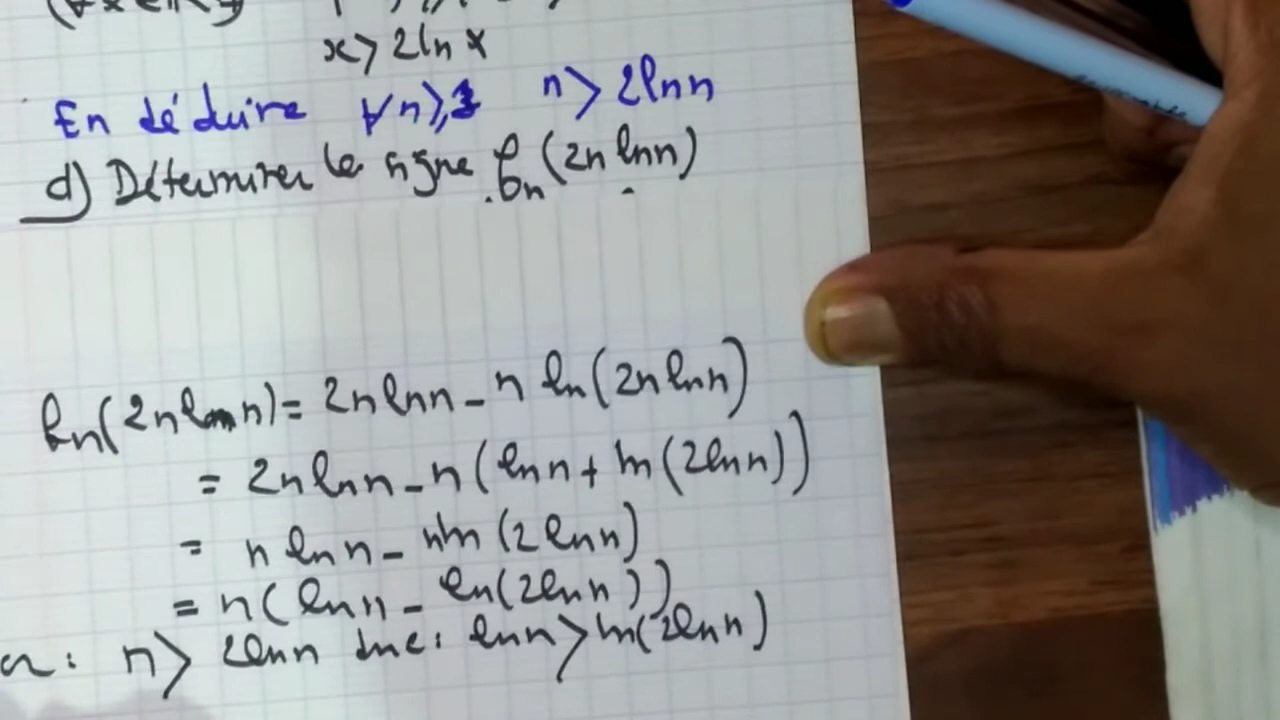 x > 2ln x
En déduire ∀n ≥ 3 n > 2ln n
d) Déterminer le signe fn(2n ln n)
fn(2n ln n) = 2n ln n - n ln(2n ln n)
= 2n ln n - n(ln n + ln(2ln n))
= n ln n - n ln(2ln n)
= n(ln n - ln(2ln n))
n > 2ln n donc: ln n > ln(2ln n)